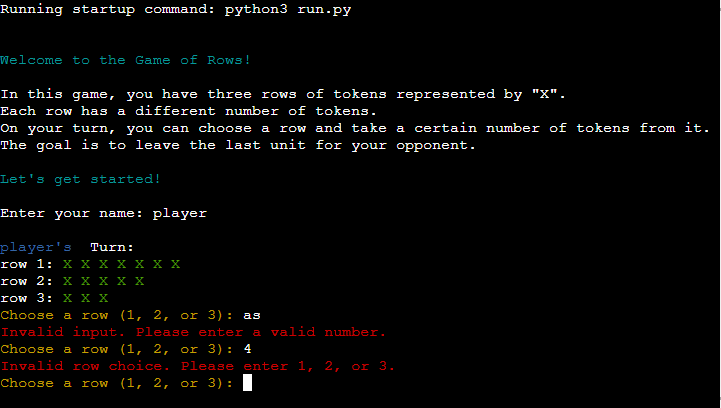 Running startup command: python3 run.py
Welcome to the Game of Rows!
In this game, you have three rows of tokens represented by "X".
Each row has a different number of tokens.
On your turn, you can choose a row and take a certain number of tokens from it.
The goal is to leave the last unit for your opponent.
Let's get started!
Enter your name: player
player's  Turn:
row 1: X X X X X X X
row 2: X X X X X
row 3: X X X
Choose a row (1, 2, or 3): as
Invalid input. Please enter a valid number.
Choose a row (1, 2, or 3): 4
Invalid row choice. Please enter 1, 2, or 3.
Choose a row (1, 2, or 3):